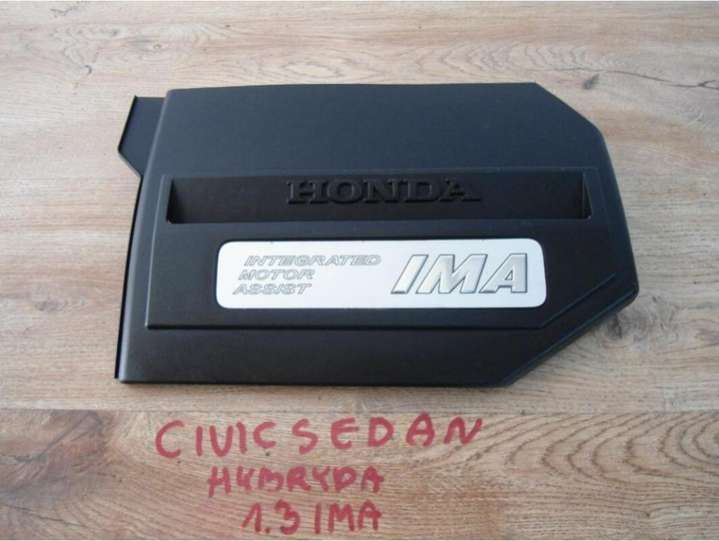 HONDA
INTEGRATED
MOTOR
ASSIST
IMA
CIVIC SEDAN
HYBRYDA
1.3 IMA